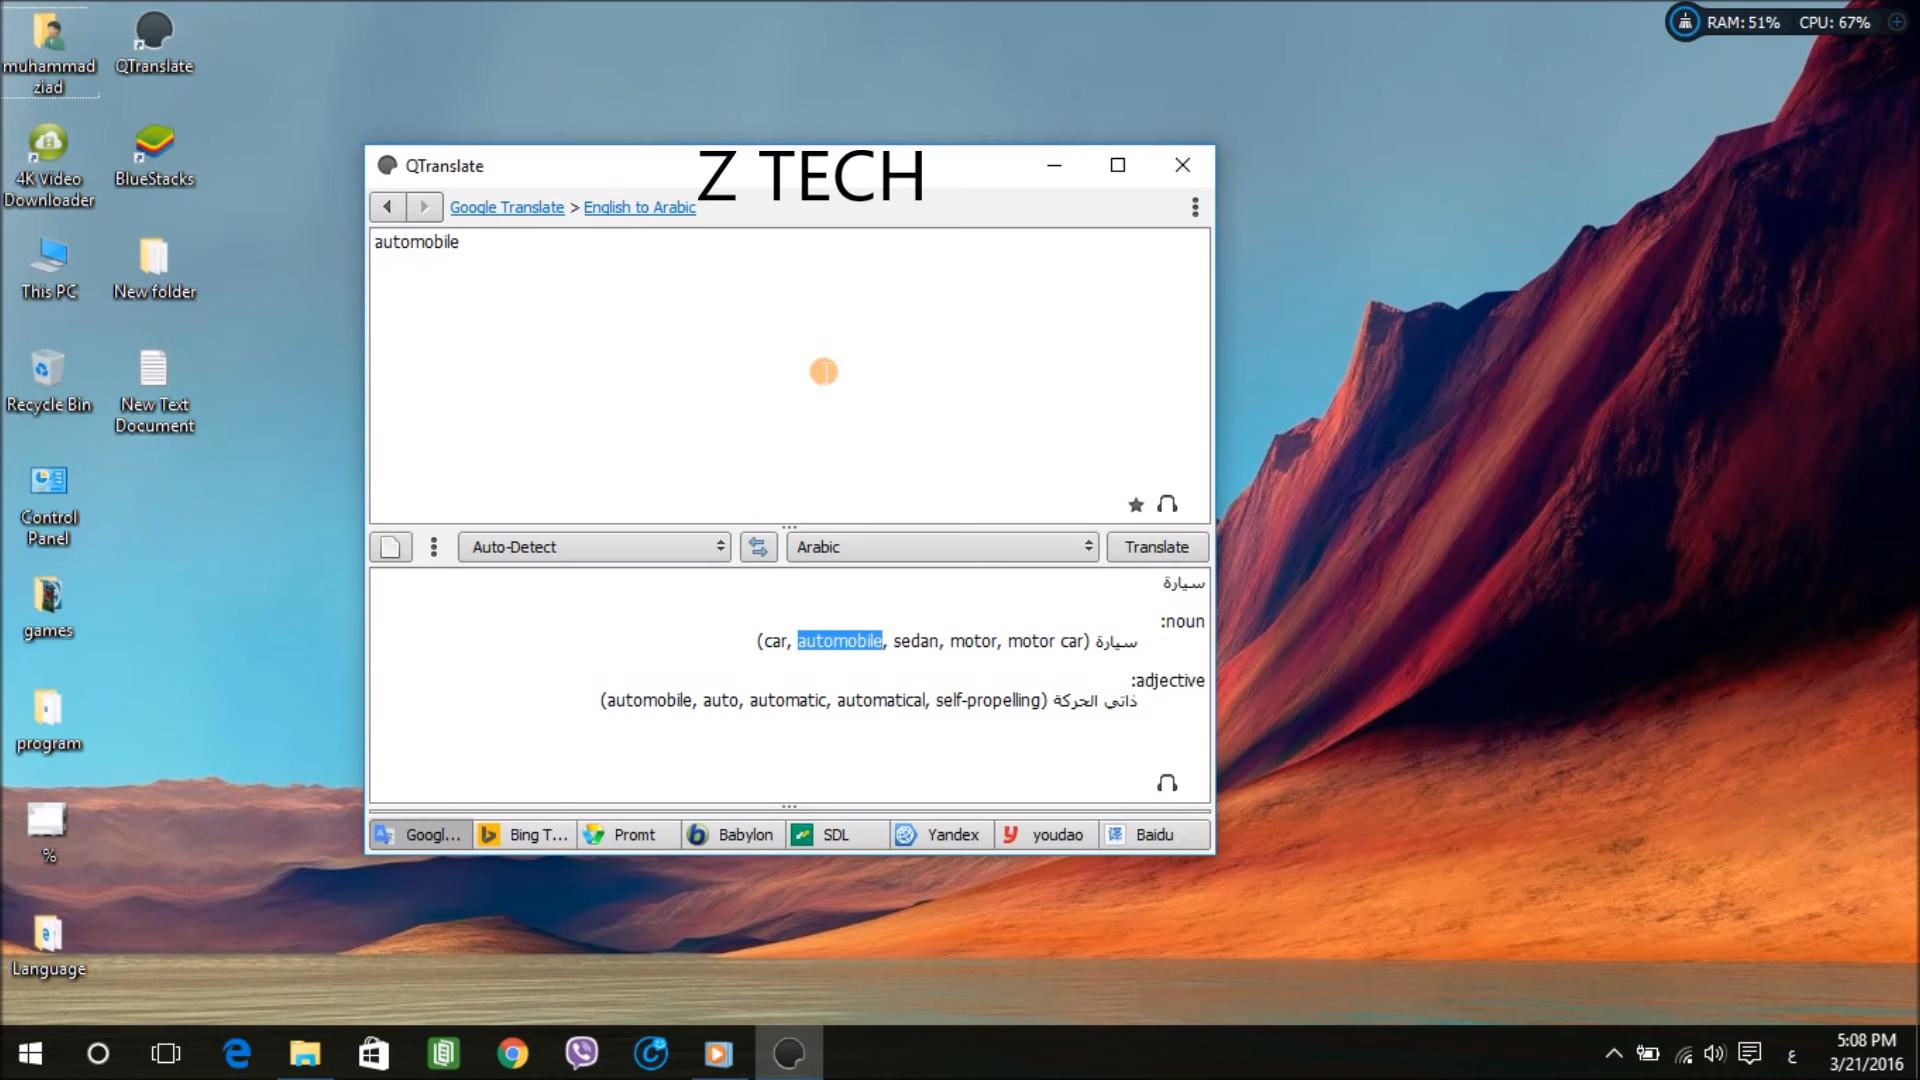 RAM: 51% CPU: 67%
muhammad ziad
QTranslate
4K Video Downloader
BlueStacks
This PC
New folder
Recycle Bin
New Text Document
Control Panel
games
program
%
Language
QTranslate
Z TECH
Google Translate > English to Arabic
automobile
Auto-Detect
Arabic
Translate
سيارة
noun:
سيارة (car, automobile, sedan, motor, motor car)
adjective:
ذاتي الحركة (automobile, auto, automatic, automatical, self-propelling)
Googl...
Bing T...
Promt
Babylon
SDL
Yandex
youdao
Baidu
ع
5:08 PM
3/21/2016